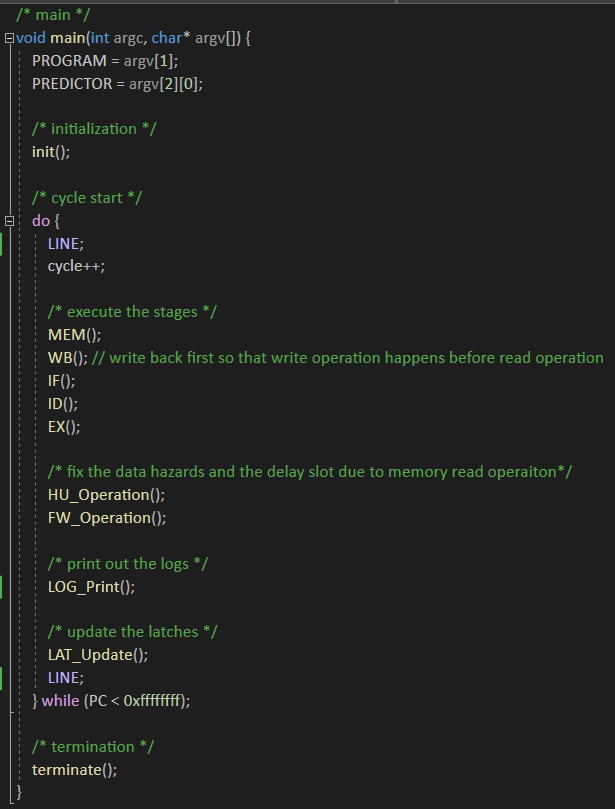 /* main */
void main(int argc, char* argv[]) {
PROGRAM = argv[1];
PREDICTOR = argv[2][0];
/* initialization */
init();
/* cycle start */
do {
LINE;
cycle++;
/* execute the stages */
MEM();
WB(); // write back first so that write operation happens before read operation
IF();
ID();
EX();
/* fix the data hazards and the delay slot due to memory read operaiton*/
HU_Operation();
FW_Operation();
/* print out the logs */
LOG_Print();
/* update the latches */
LAT_Update();
LINE;
} while (PC < 0xffffffff);
/* termination */
terminate();
}